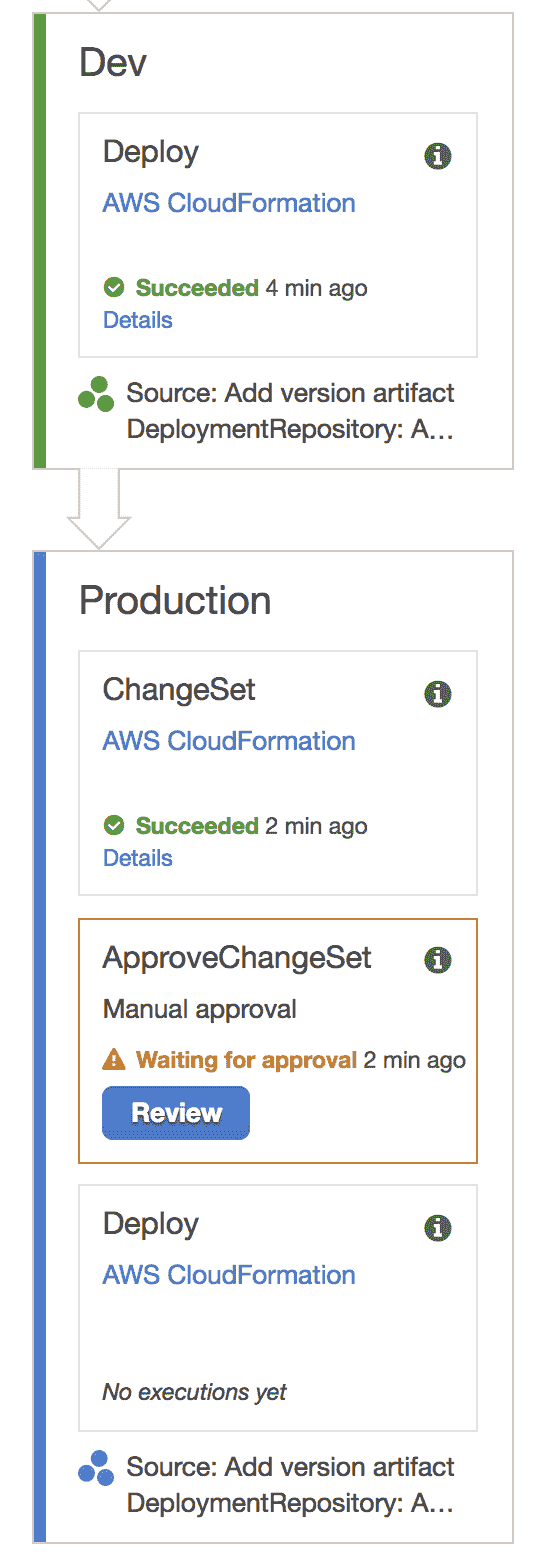 Dev
Deploy
AWS CloudFormation
Succeeded 4 min ago
Details
Source: Add version artifact
DeploymentRepository: A...
Production
ChangeSet
AWS CloudFormation
Succeeded 2 min ago
Details
ApproveChangeSet
Manual approval
Waiting for approval 2 min ago
Review
Deploy
AWS CloudFormation
No executions yet
Source: Add version artifact
DeploymentRepository: A...